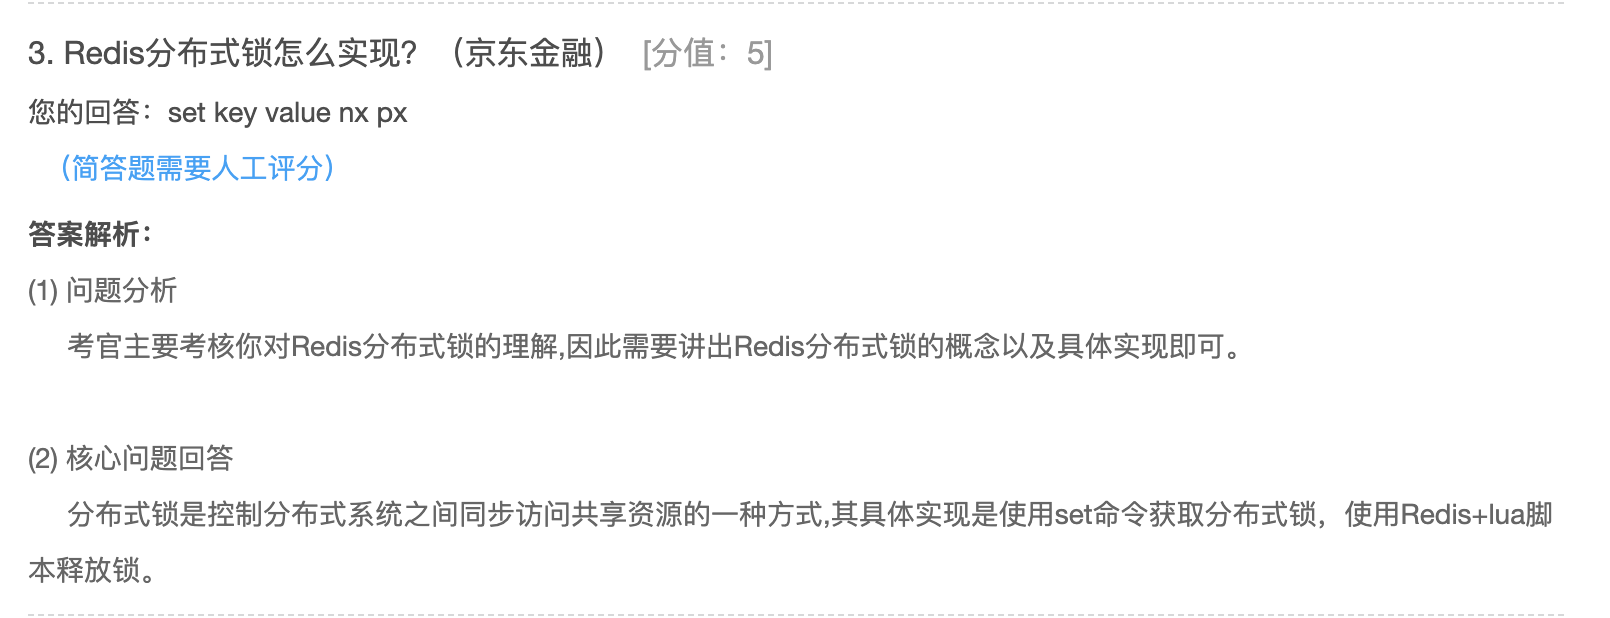 3. Redis分布式锁怎么实现？（京东金融） [分值：5]
您的回答：set key value nx px
（简答题需要人工评分）
答案解析：
(1) 问题分析
考官主要考核你对Redis分布式锁的理解,因此需要讲出Redis分布式锁的概念以及具体实现即可。
(2) 核心问题回答
分布式锁是控制分布式系统之间同步访问共享资源的一种方式,其具体实现是使用set命令获取分布式锁，使用Redis+lua脚
本释放锁。